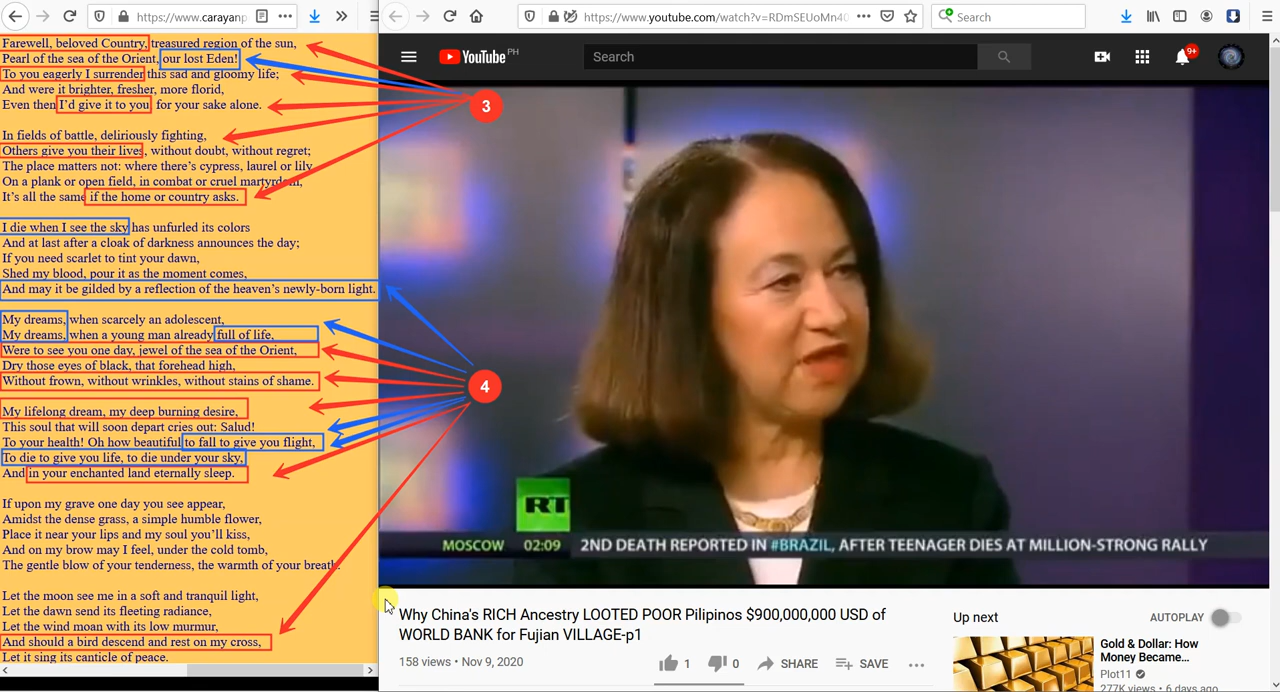 https://www.carayanp
Farewell, beloved Country, treasured region of the sun,
Pearl of the sea of the Orient, our lost Eden!
To you eagerly I surrender this sad and gloomy life;
And were it brighter, fresher, more florid,
Even then I'd give it to you for your sake alone.
In fields of battle, deliriously fighting,
Others give you their lives, without doubt, without regret;
The place matters not: where there's cypress, laurel or lily,
On a plank or open field, in combat or cruel martyrdom,
It's all the same if the home or country asks.
I die when I see the sky has unfurled its colors
And at last after a cloak of darkness announces the day;
If you need scarlet to tint your dawn,
Shed my blood, pour it as the moment comes,
And may it be gilded by a reflection of the heaven's newly-born light.
My dreams, when scarcely an adolescent,
My dreams, when a young man already full of life,
Were to see you one day, jewel of the sea of the Orient,
Dry those eyes of black, that forehead high,
Without frown, without wrinkles, without stains of shame.
My lifelong dream, my deep burning desire,
This soul that will soon depart cries out: Salud!
To your health! Oh how beautiful to fall to give you flight,
To die to give you life, to die under your sky,
And in your enchanted land eternally sleep.
If upon my grave one day you see appear,
Amidst the dense grass, a simple humble flower,
Place it near your lips and my soul you'll kiss,
And on my brow may I feel, under the cold tomb,
The gentle blow of your tenderness, the warmth of your breath.
Let the moon see me in a soft and tranquil light,
Let the dawn send its fleeting radiance,
Let the wind moan with its low murmur,
And should a bird descend and rest on my cross,
Let it sing its canticle of peace.
3
4
https://www.youtube.com/watch?v=RDmSEUoMn40
Search
YouTube PH
Search
9+
RT
MOSCOW 02:09 2ND DEATH REPORTED IN #BRAZIL, AFTER TEENAGER DIES AT MILLION-STRONG RALLY
Why China's RICH Ancestry LOOTED POOR Pilipinos $900,000,000 USD of
WORLD BANK for Fujian VILLAGE-p1
158 views • Nov 9, 2020
1
0
SHARE
SAVE
Up next
AUTOPLAY
Gold & Dollar: How
Money Became...
Plot11
277K views • 6 days ago